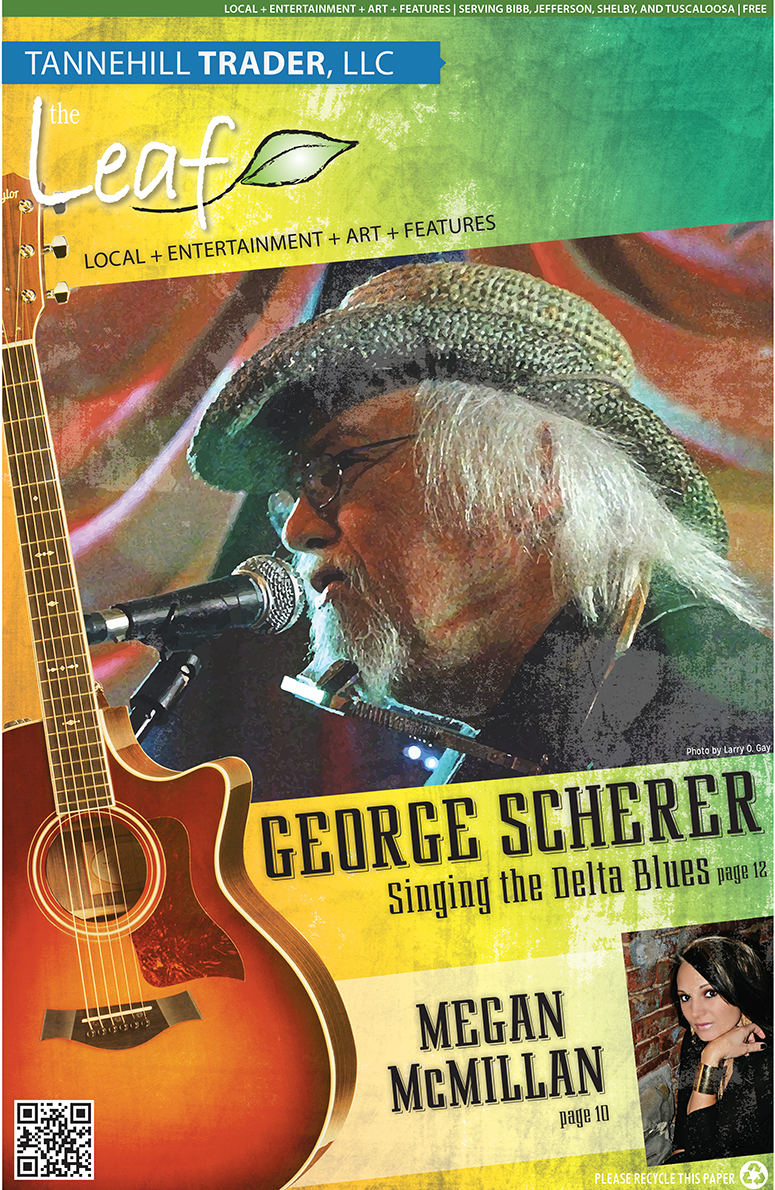 LOCAL + ENTERTAINMENT + ART + FEATURES | SERVING BIBB, JEFFERSON, SHELBY, AND TUSCALOOSA | FREE
TANNEHILL TRADER, LLC
the
Leaf
LOCAL + ENTERTAINMENT + ART + FEATURES
ylor
Photo by Larry O. Gay
GEORGE SCHERER
Singing the Delta Blues page 12
MEGAN
McMILLAN
page 10
PLEASE RECYCLE THIS PAPER